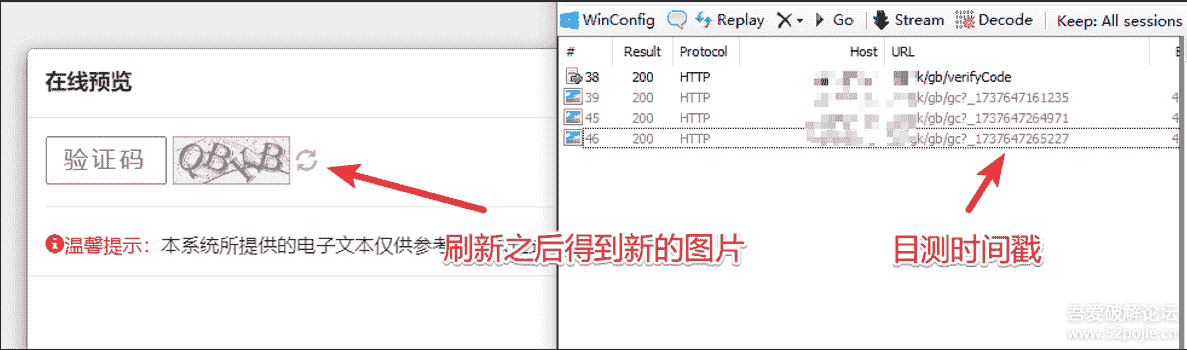 WinConfig Replay X Go Stream Decode Keep: All sessions
# Result Protocol Host URL
在线预览
38 200 HTTP k/gb/verifyCode
39 200 HTTP k/gb/gc?_1737647161235
45 200 HTTP k/gb/gc?_1737647264971
46 200 HTTP gk/gb/gc?_1737647265227
验证码
温馨提示：本系统所提供的电子文本仅供参考
刷新之后得到新的图片
目测时间戳
吾爱破解论坛
www.52pojie.cn